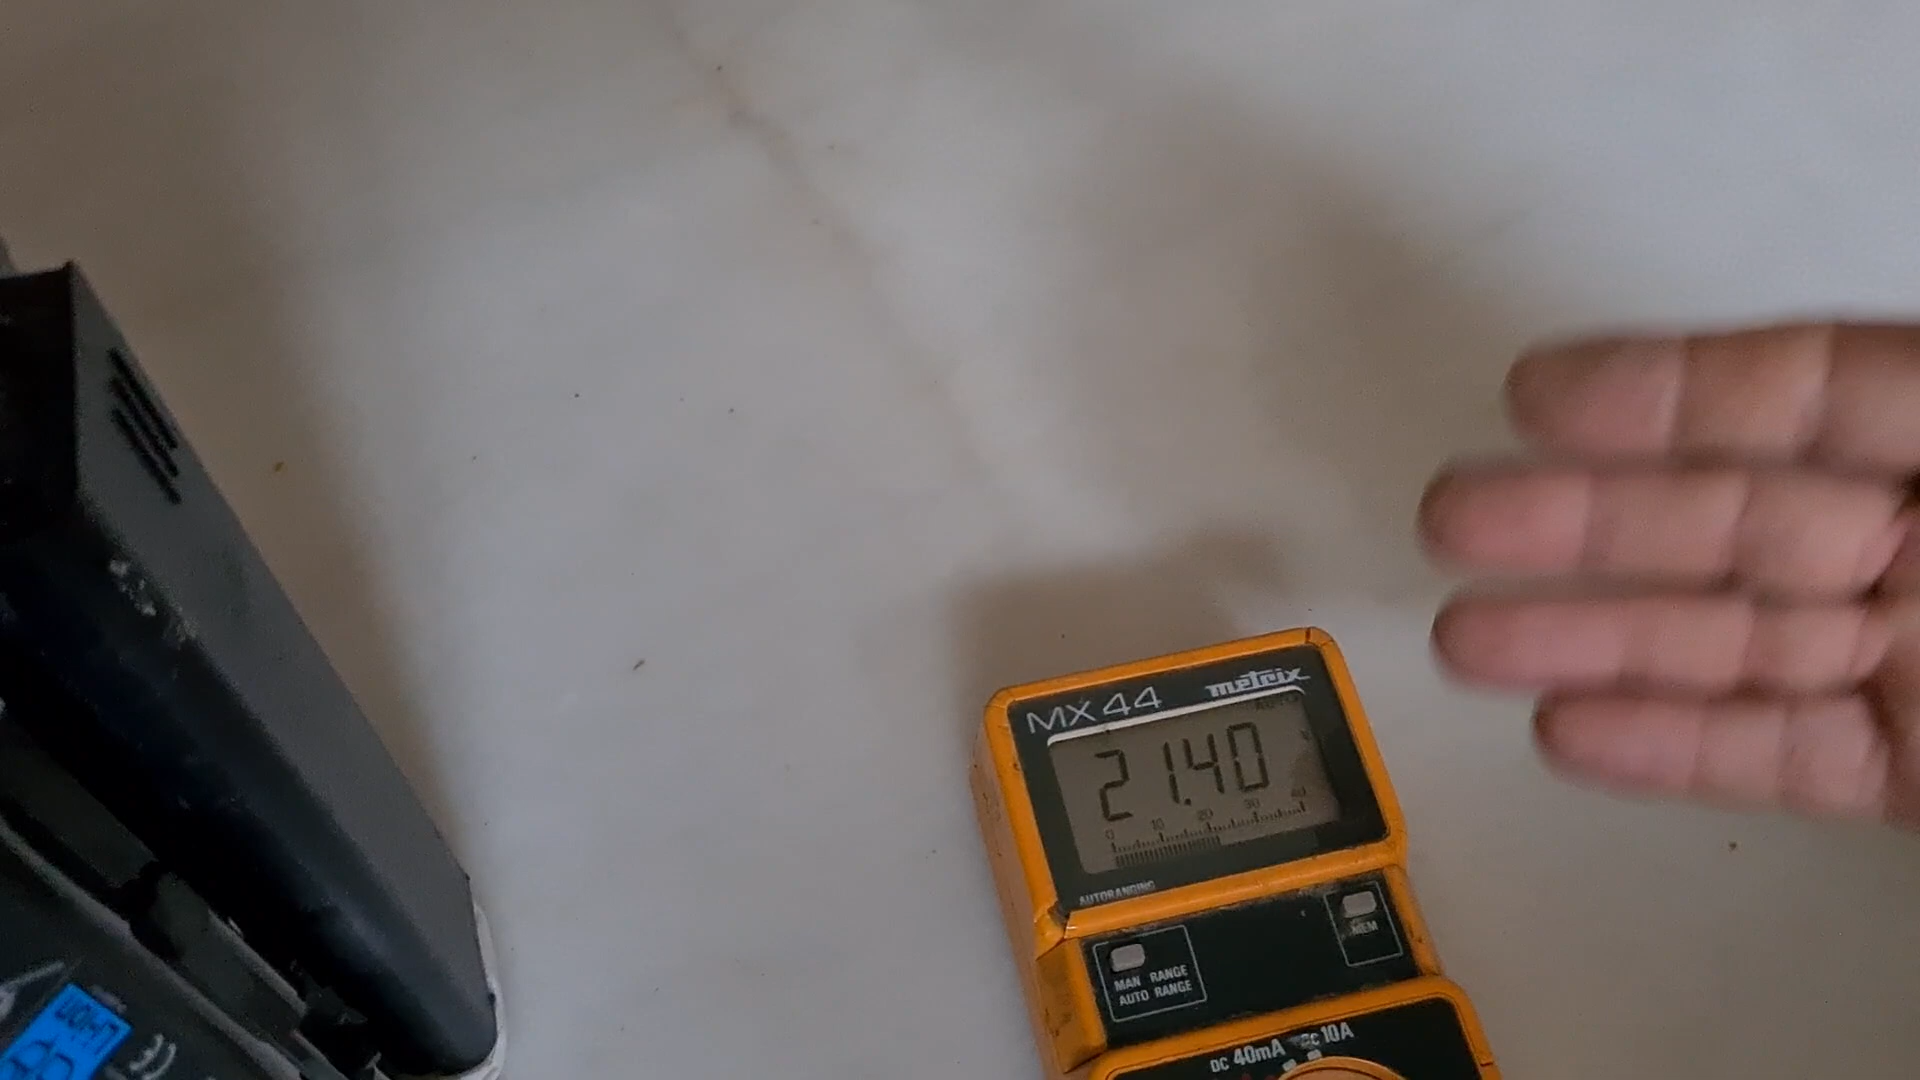 MX 44 metrix
AUTO
21.40
0 10 20 30 40
AUTORANGING
MEM
MAN RANGE
AUTO RANGE
DC 40mA DC 10A